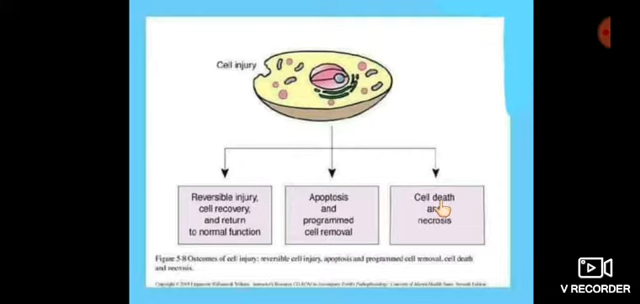 Cell injury
Reversible injury,
cell recovery,
and return
to normal function
Apoptosis
and
programmed
cell removal
Cell death
and
necrosis
Figure 5-8 Outcomes of cell injury: reversible cell injury, apoptosis and programmed cell removal, cell death
and necrosis.
V RECORDER